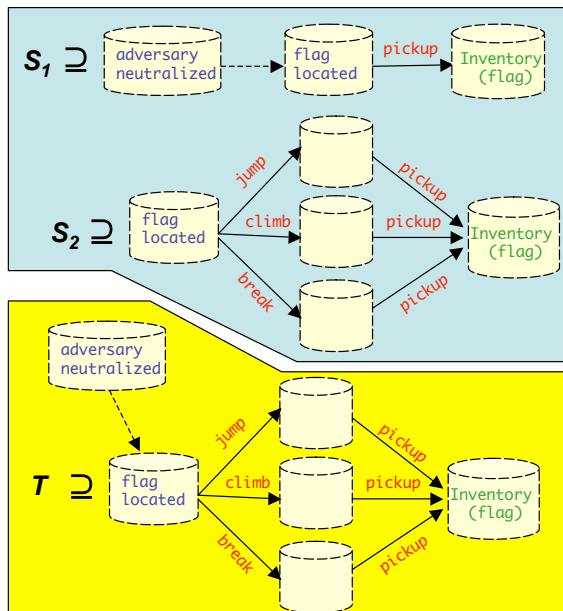 S1 ⊇
adversary
neutralized
flag
located
pickup
Inventory
(flag)
S2 ⊇
flag
located
jump
climb
break
pickup
pickup
pickup
Inventory
(flag)
adversary
neutralized
T ⊇
flag
located
jump
climb
break
pickup
pickup
pickup
Inventory
(flag)